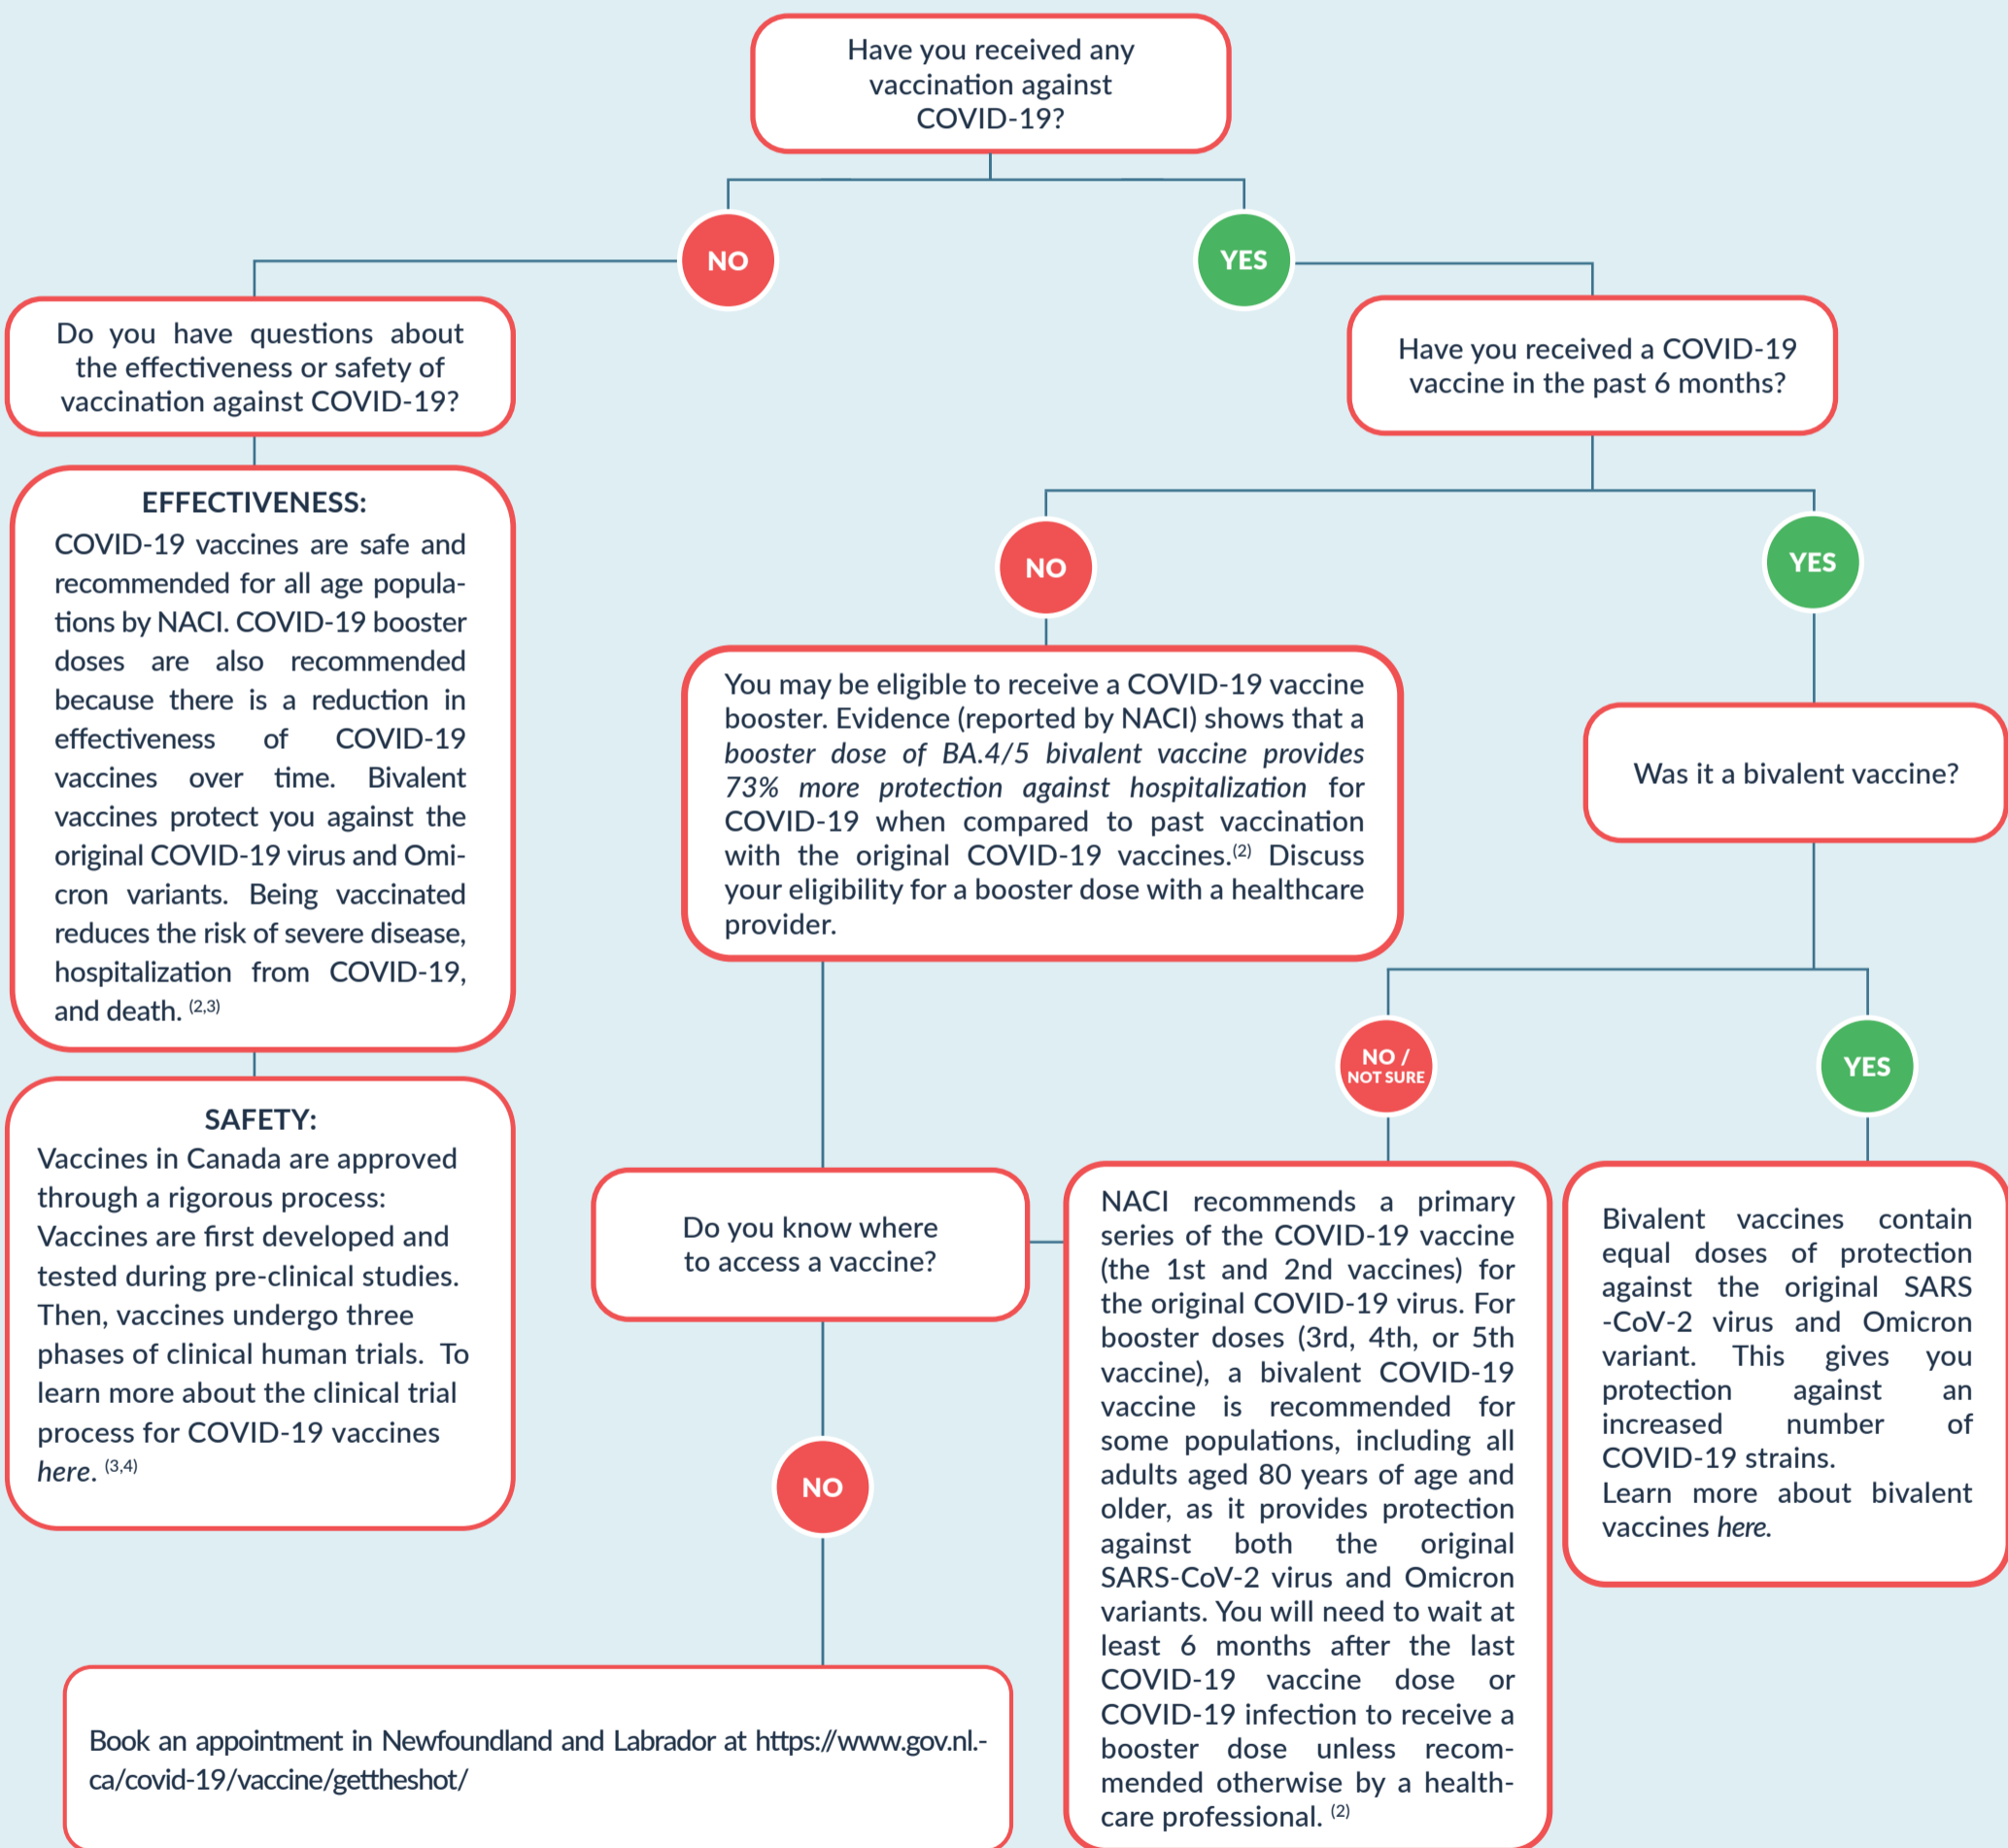 Have you received any
vaccination against
COVID-19?
NO
YES
Do you have questions about
the effectiveness or safety of
vaccination against COVID-19?
Have you received a COVID-19
vaccine in the past 6 months?
EFFECTIVENESS:
COVID-19 vaccines are safe and
recommended for all age popula-
tions by NACI. COVID-19 booster
doses are also recommended
because there is a reduction in
effectiveness of COVID-19
vaccines over time. Bivalent
vaccines protect you against the
original COVID-19 virus and Omi-
cron variants. Being vaccinated
reduces the risk of severe disease,
hospitalization from COVID-19,
and death. (2,3)
SAFETY:
Vaccines in Canada are approved
through a rigorous process:
Vaccines are first developed and
tested during pre-clinical studies.
Then, vaccines undergo three
phases of clinical human trials. To
learn more about the clinical trial
process for COVID-19 vaccines
here. (3,4)
NO
YES
You may be eligible to receive a COVID-19 vaccine
booster. Evidence (reported by NACI) shows that a
booster dose of BA.4/5 bivalent vaccine provides
73% more protection against hospitalization for
COVID-19 when compared to past vaccination
with the original COVID-19 vaccines.(2) Discuss
your eligibility for a booster dose with a healthcare
provider.
Was it a bivalent vaccine?
NO /
NOT SURE
YES
Do you know where
to access a vaccine?
NACI recommends a primary
series of the COVID-19 vaccine
(the 1st and 2nd vaccines) for
the original COVID-19 virus. For
booster doses (3rd, 4th, or 5th
vaccine), a bivalent COVID-19
vaccine is recommended for
some populations, including all
adults aged 80 years of age and
older, as it provides protection
against both the original
SARS-CoV-2 virus and Omicron
variants. You will need to wait at
least 6 months after the last
COVID-19 vaccine dose or
COVID-19 infection to receive a
booster dose unless recom-
mended otherwise by a health-
care professional. (2)
Bivalent vaccines contain
equal doses of protection
against the original SARS
-CoV-2 virus and Omicron
variant. This gives you
protection against an
increased number of
COVID-19 strains.
Learn more about bivalent
vaccines here.
NO
Book an appointment in Newfoundland and Labrador at https://www.gov.nl.-
ca/covid-19/vaccine/gettheshot/